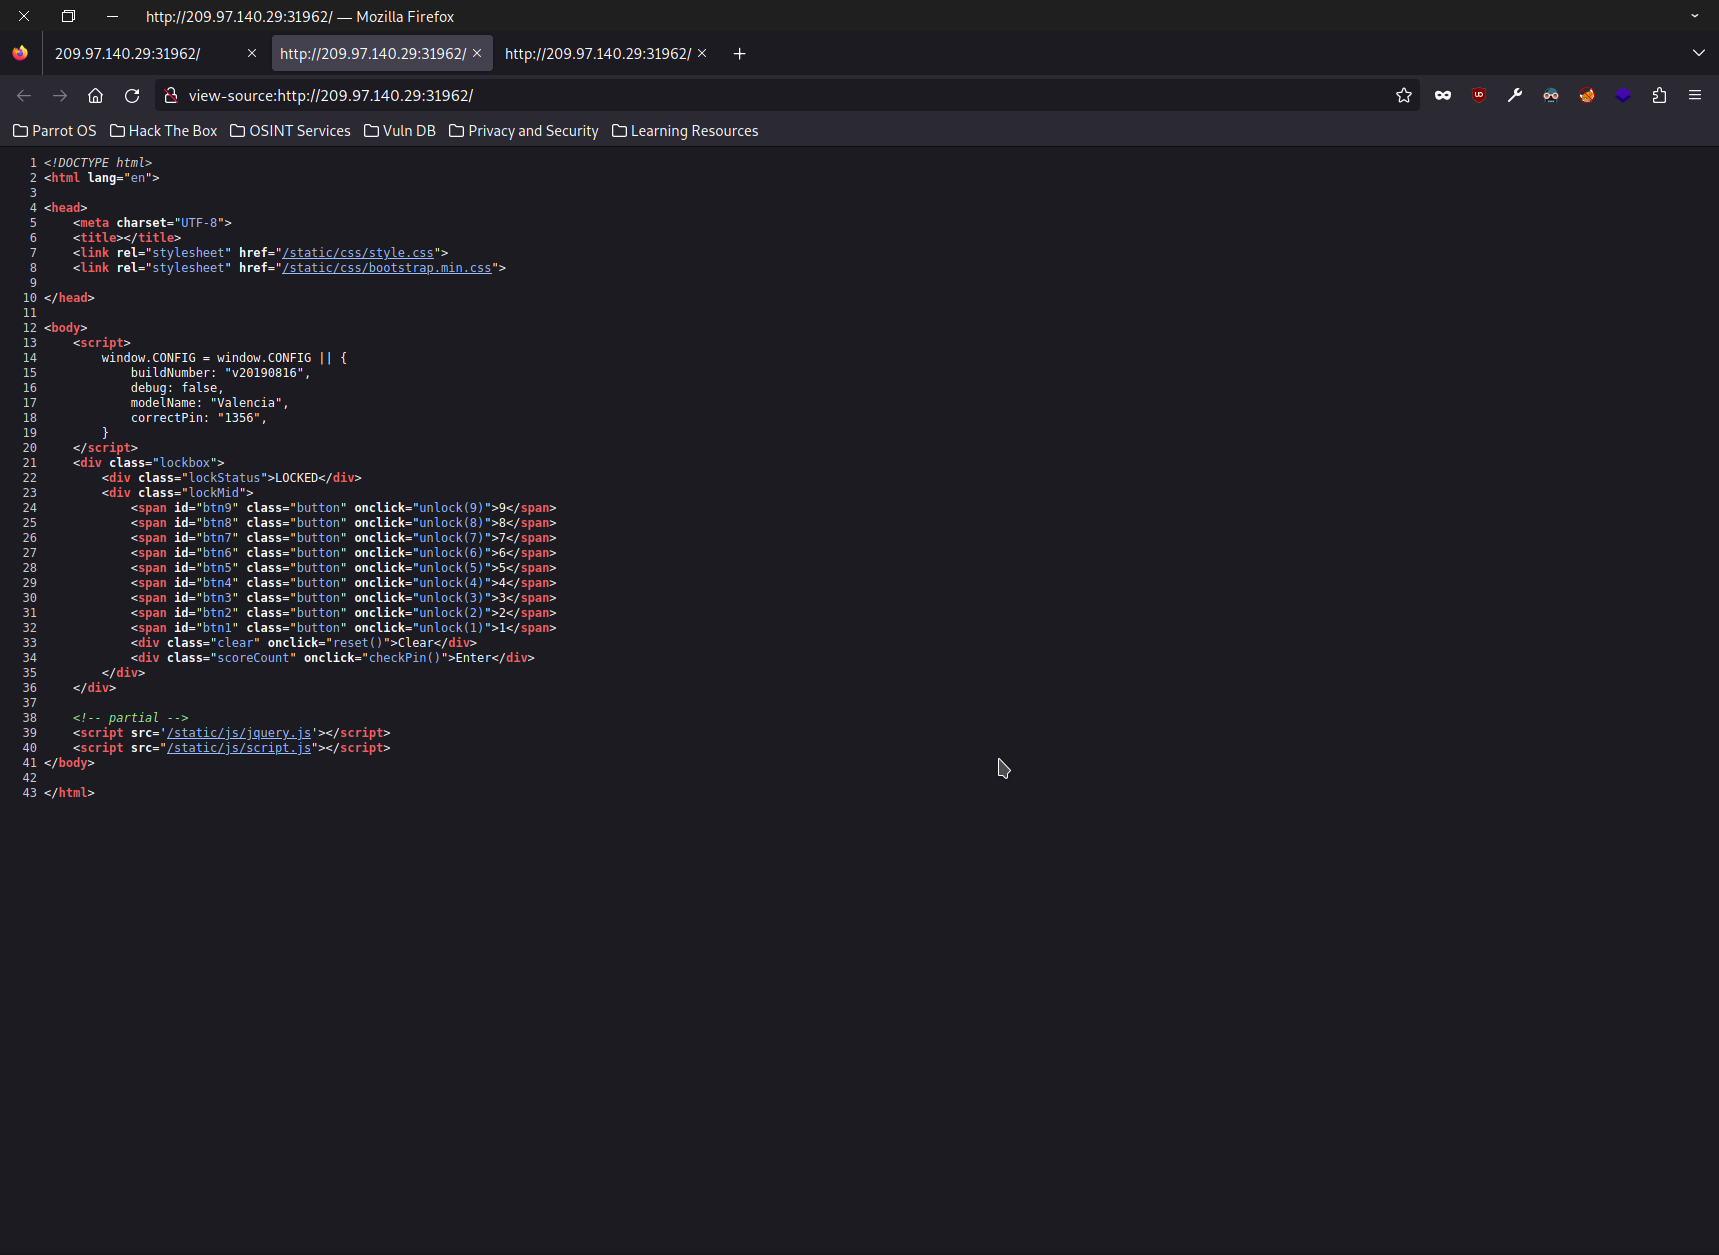 http://209.97.140.29:31962/ — Mozilla Firefox
209.97.140.29:31962/
http://209.97.140.29:31962/
http://209.97.140.29:31962/
view-source:http://209.97.140.29:31962/
Parrot OS Hack The Box OSINT Services Vuln DB Privacy and Security Learning Resources
1 <!DOCTYPE html>
2 <html lang="en">
3
4 <head>
5     <meta charset="UTF-8">
6     <title></title>
7     <link rel="stylesheet" href="/static/css/style.css">
8     <link rel="stylesheet" href="/static/css/bootstrap.min.css">
9
10 </head>
11
12 <body>
13     <script>
14         window.CONFIG = window.CONFIG || {
15             buildNumber: "v20190816",
16             debug: false,
17             modelName: "Valencia",
18             correctPin: "1356",
19         }
20     </script>
21     <div class="lockbox">
22         <div class="lockStatus">LOCKED</div>
23         <div class="lockMid">
24             <span id="btn9" class="button" onclick="unlock(9)">9</span>
25             <span id="btn8" class="button" onclick="unlock(8)">8</span>
26             <span id="btn7" class="button" onclick="unlock(7)">7</span>
27             <span id="btn6" class="button" onclick="unlock(6)">6</span>
28             <span id="btn5" class="button" onclick="unlock(5)">5</span>
29             <span id="btn4" class="button" onclick="unlock(4)">4</span>
30             <span id="btn3" class="button" onclick="unlock(3)">3</span>
31             <span id="btn2" class="button" onclick="unlock(2)">2</span>
32             <span id="btn1" class="button" onclick="unlock(1)">1</span>
33             <div class="clear" onclick="reset()">Clear</div>
34             <div class="scoreCount" onclick="checkPin()">Enter</div>
35         </div>
36     </div>
37
38     <!-- partial -->
39     <script src='/static/js/jquery.js'></script>
40     <script src="/static/js/script.js"></script>
41 </body>
42
43 </html>